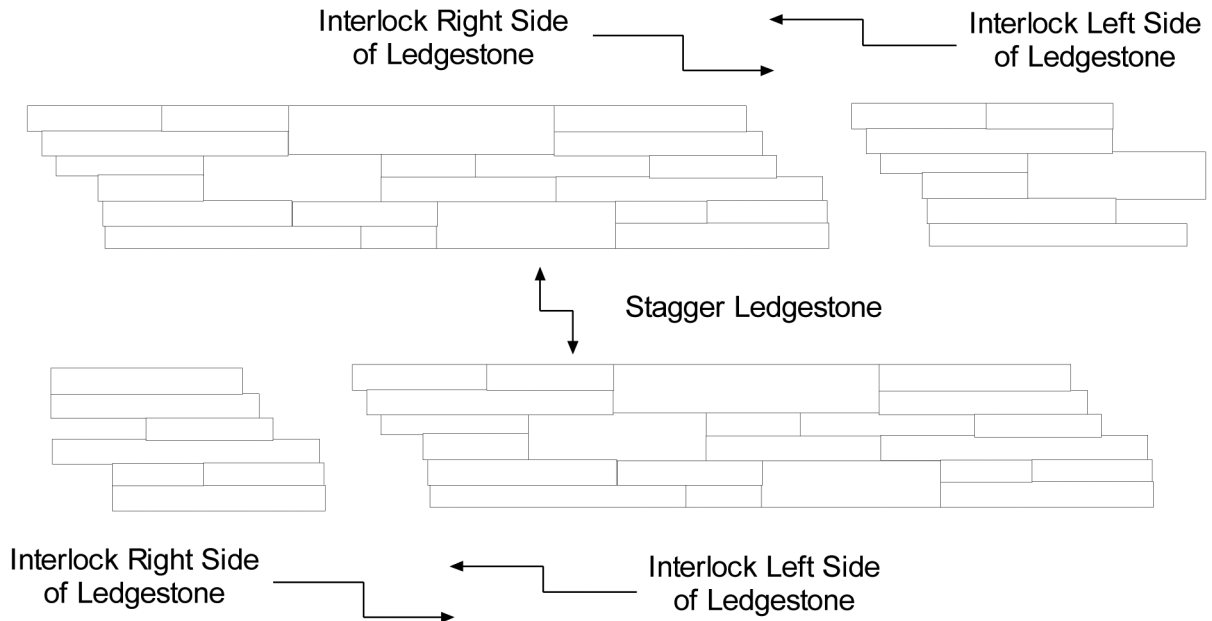 Interlock Right Side
of Ledgestone
Interlock Left Side
of Ledgestone
Stagger Ledgestone
Interlock Right Side
of Ledgestone
Interlock Left Side
of Ledgestone